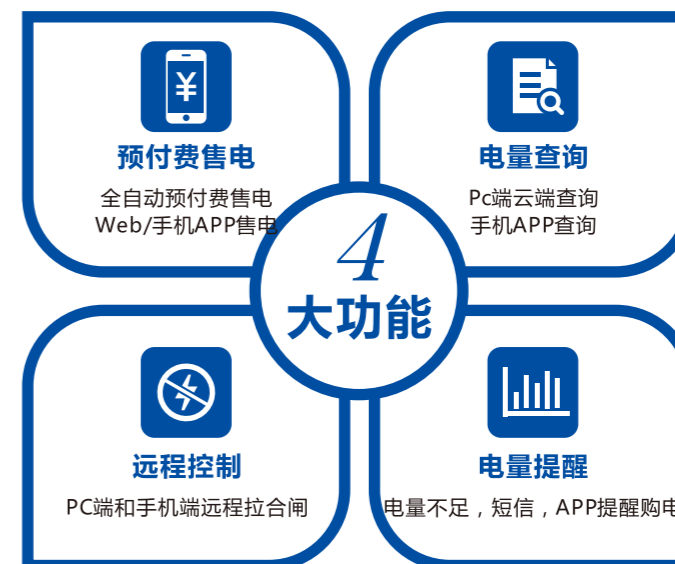 ¥
预付费售电
全自动预付费售电
Web/手机APP售电
电量查询
Pc端云端查询
手机APP查询
4
大功能
远程控制
PC端和手机端远程拉合闸
电量提醒
电量不足，短信，APP提醒购电